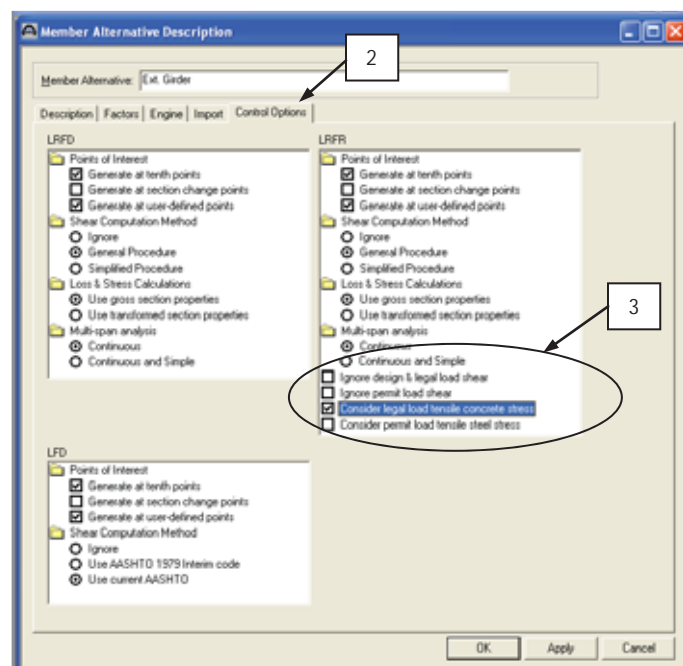 Member Alternative Description
2
Member Alternative: Ext. Girder
Description Factors Engine Import Control Options
LRFD
Points of Interest
Generate at tenth points
Generate at section change points
Generate at user-defined points
Shear Computation Method
Ignore
General Procedure
Simplified Procedure
Loss & Stress Calculations
Use gross section properties
Use transformed section properties
Multi-span analysis
Continuous
Continuous and Simple
LRFR
Points of Interest
Generate at tenth points
Generate at section change points
Generate at user-defined points
Shear Computation Method
Ignore
General Procedure
Simplified Procedure
Loss & Stress Calculations
Use gross section properties
Use transformed section properties
Multi-span analysis
Continuous
Continuous and Simple
Ignore design & legal load shear
Ignore permit load shear
Consider legal load tensile concrete stress
Consider permit load tensile steel stress
3
LFD
Points of Interest
Generate at tenth points
Generate at section change points
Generate at user-defined points
Shear Computation Method
Ignore
Use AASHTO 1979 Interim code
Use current AASHTO
OK Apply Cancel